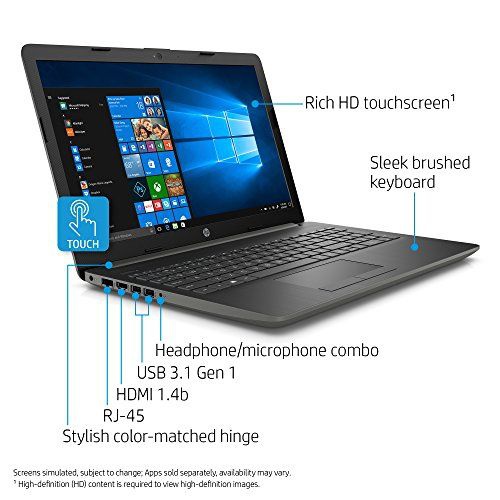 Rich HD touchscreen¹
Sleek brushed
keyboard
TOUCH
hp
Headphone/microphone combo
USB 3.1 Gen 1
HDMI 1.4b
RJ-45
Stylish color-matched hinge
Screens simulated, subject to change; Apps sold separately, availability may vary.
¹ High-definition (HD) content is required to view high-definition images.